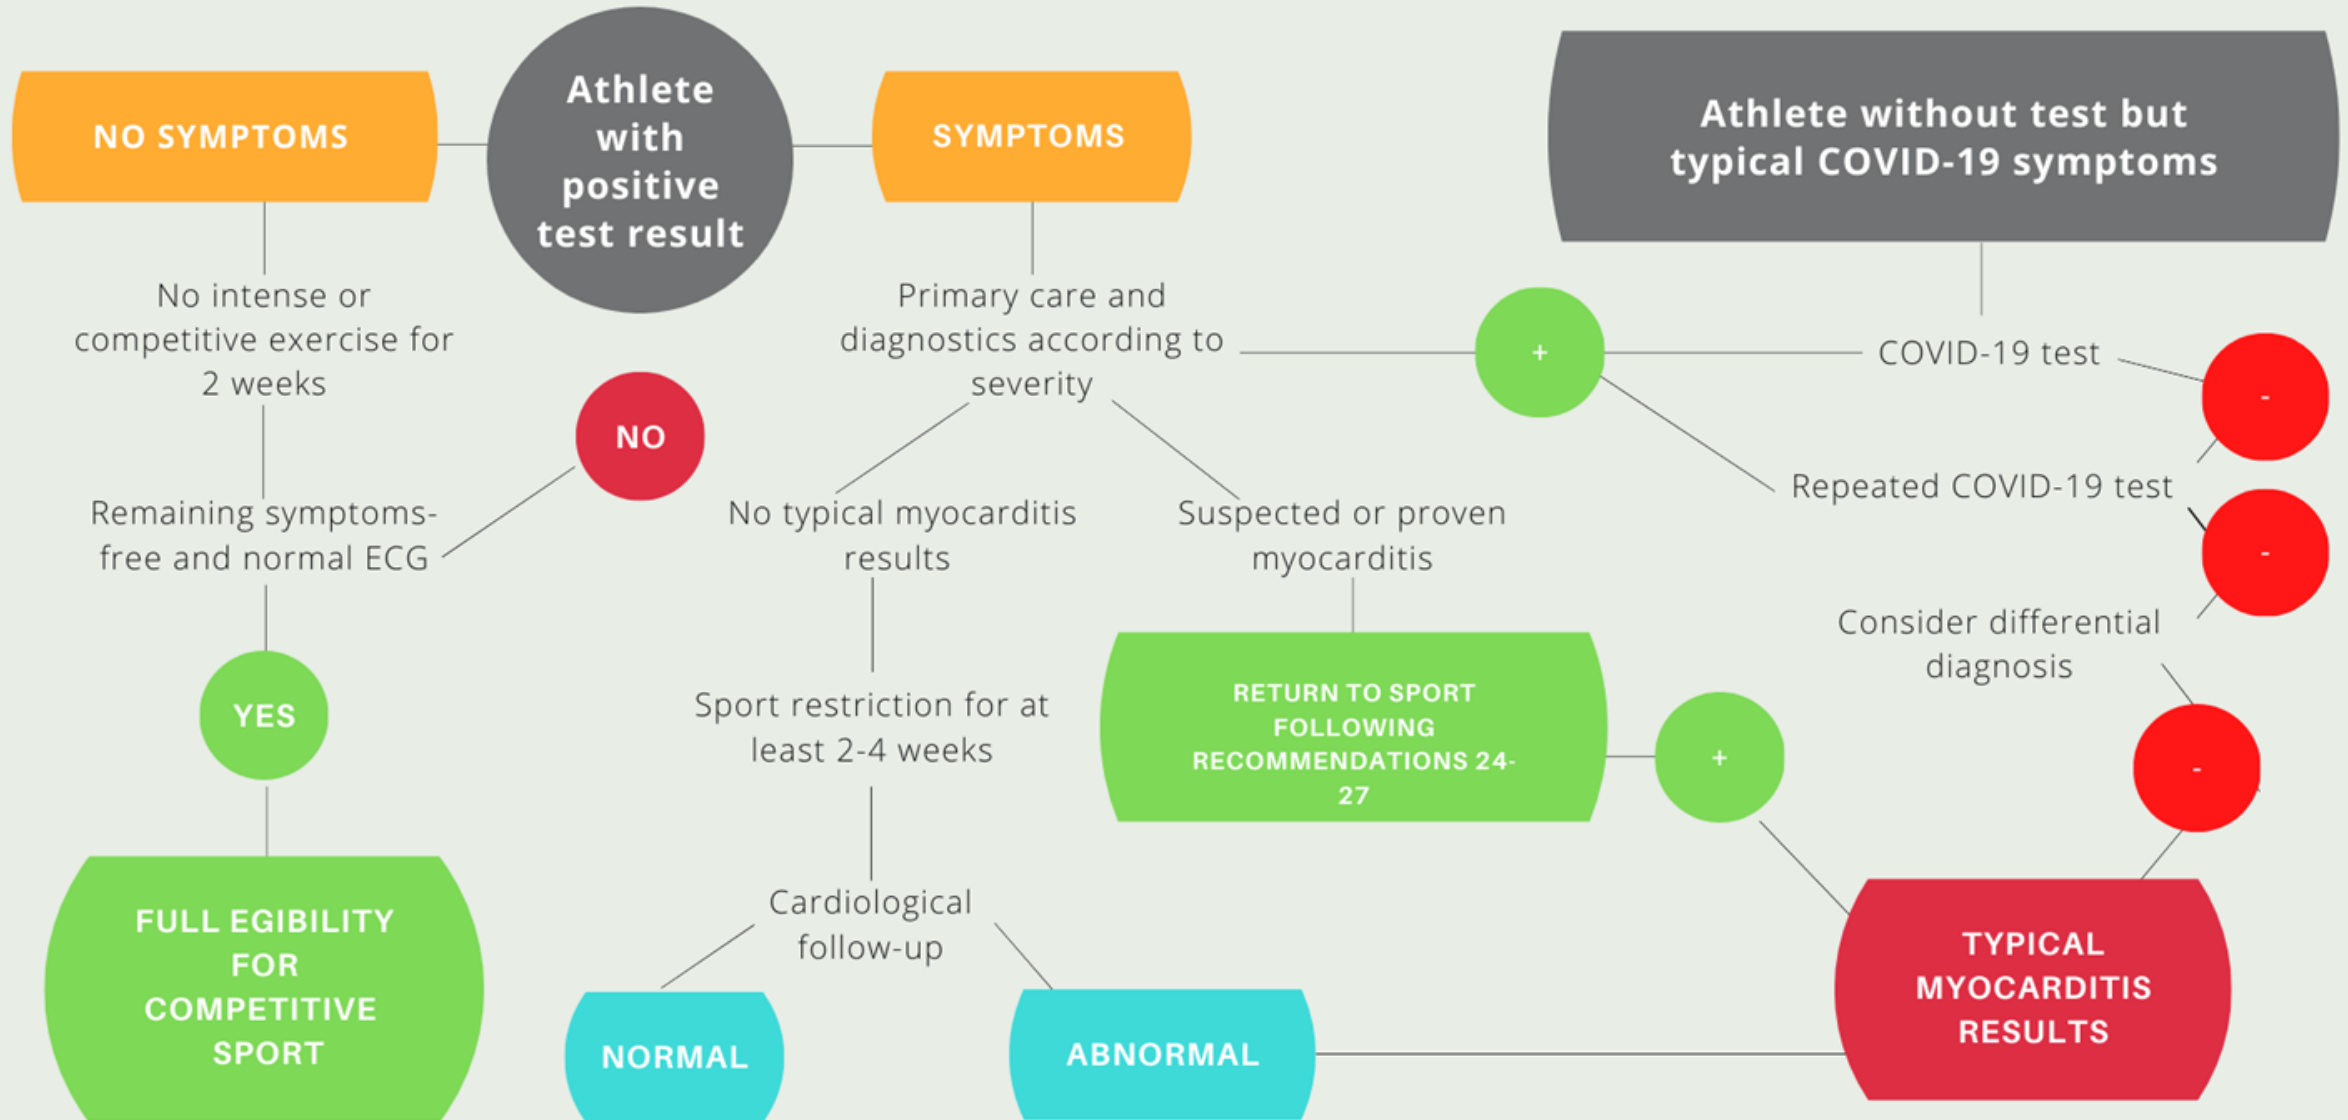 NO SYMPTOMS
Athlete
with
positive
test result
SYMPTOMS
Athlete without test but
typical COVID-19 symptoms
No intense or
competitive exercise for
2 weeks
Primary care and
diagnostics according to
severity
+
COVID-19 test
-
NO
Repeated COVID-19 test
-
Remaining symptoms-
free and normal ECG
No typical myocarditis
results
Suspected or proven
myocarditis
Consider differential
diagnosis
YES
Sport restriction for at
least 2-4 weeks
RETURN TO SPORT
FOLLOWING
RECOMMENDATIONS 24-
27
+
-
FULL EGIBILITY
FOR
COMPETITIVE
SPORT
Cardiological
follow-up
TYPICAL
MYOCARDITIS
RESULTS
NORMAL
ABNORMAL